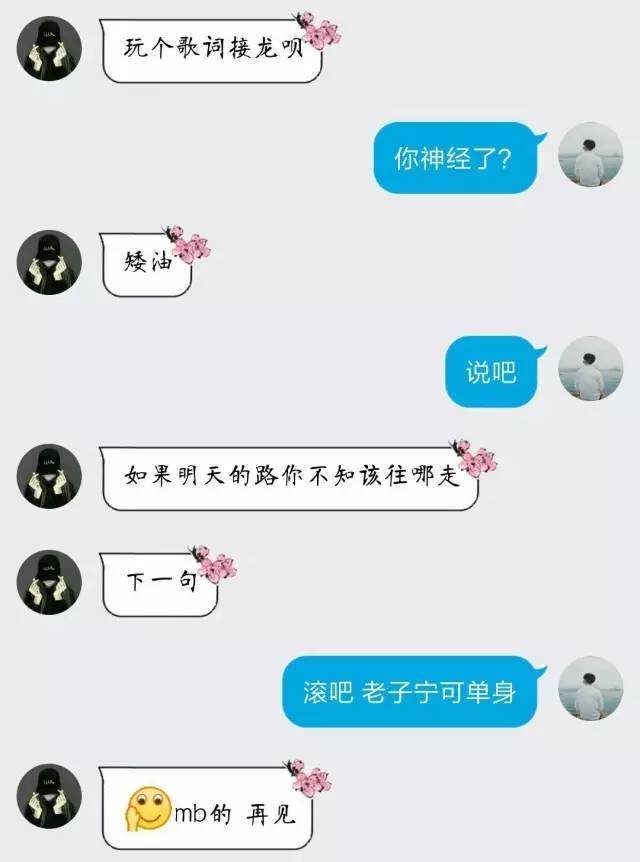 玩个歌词接龙呗
你神经了?
矮油
说吧
如果明天的路你不知该往哪走
下一句
滚吧 老子宁可单身
mb的 再见